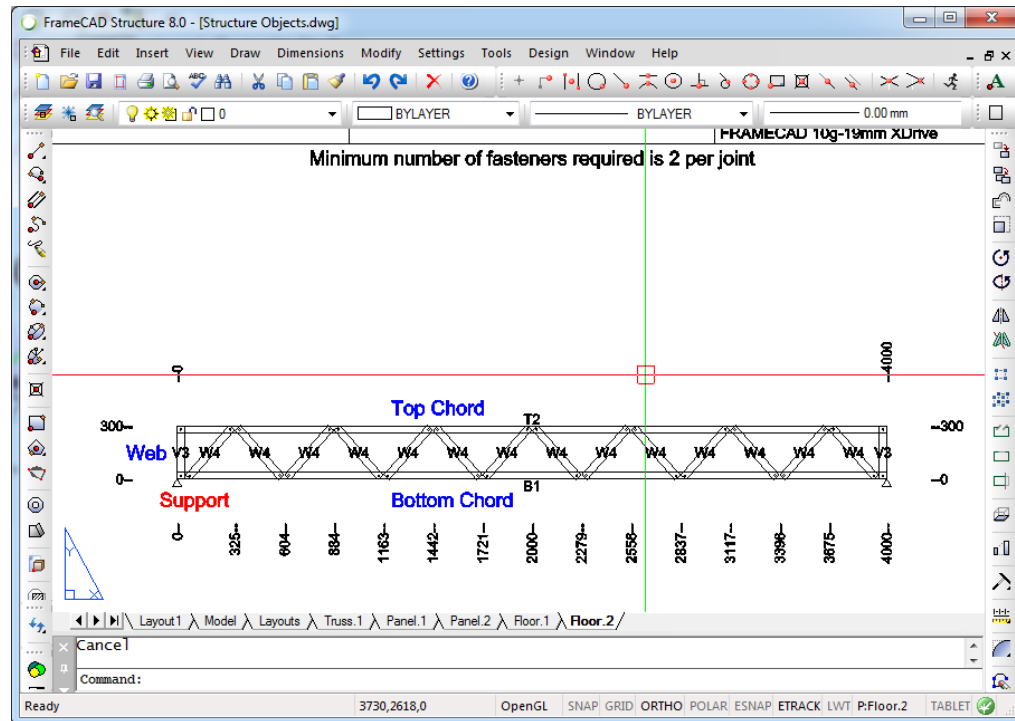 FrameCAD Structure 8.0 - [Structure Objects.dwg]
File Edit Insert View Draw Dimensions Modify Settings Tools Design Window Help
ABC
A
0 BYLAYER BYLAYER 0.00 mm
FRAMECAD 10g-19mm XDrive
Minimum number of fasteners required is 2 per joint
0 4000
Top Chord T2
300 300
Web V3 W4 W4 W4 W4 W4 W4 W4 W4 W4 W4 W4 W4 W4 W4 V3
0 0
Support Bottom Chord B1
0 325 604 884 1163 1442 1721 2000 2279 2558 2837 3117 3396 3675 4000
Y
X
Layout1 Model Layouts Truss.1 Panel.1 Panel.2 Floor.1 Floor.2
Cancel
Command:
Ready 3730,2618,0 OpenGL SNAP GRID ORTHO POLAR ESNAP ETRACK LWT P:Floor.2 TABLET